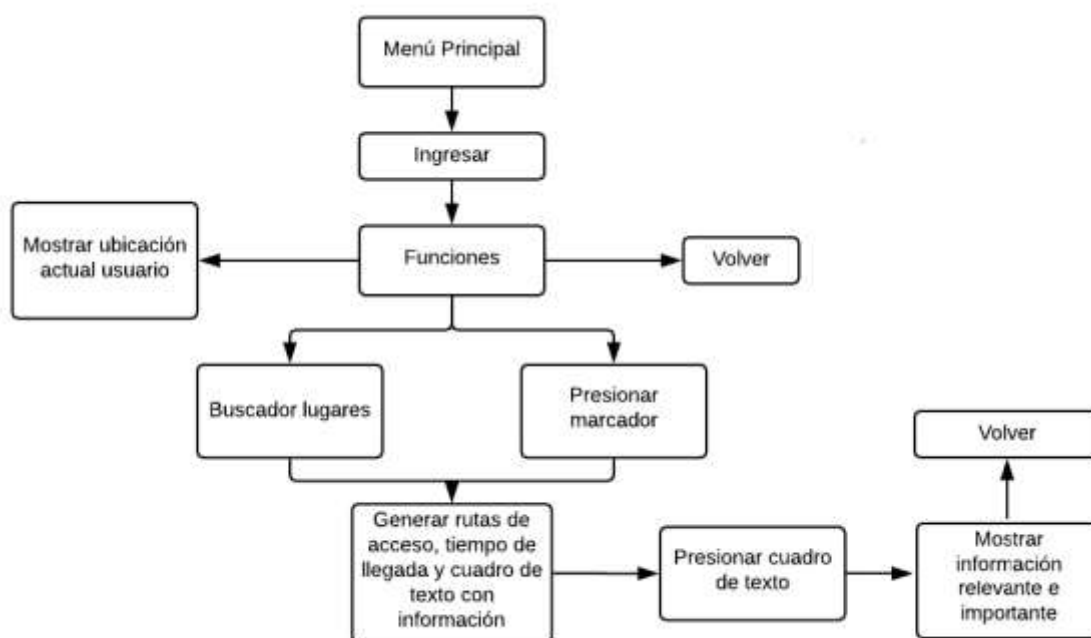 Menú Principal
Ingresar
Mostrar ubicación
actual usuario
Funciones
Volver
Buscador lugares
Presionar
marcador
Volver
Generar rutas de
acceso, tiempo de
llegada y cuadro de
texto con
información
Presionar cuadro
de texto
Mostrar
información
relevante e
importante